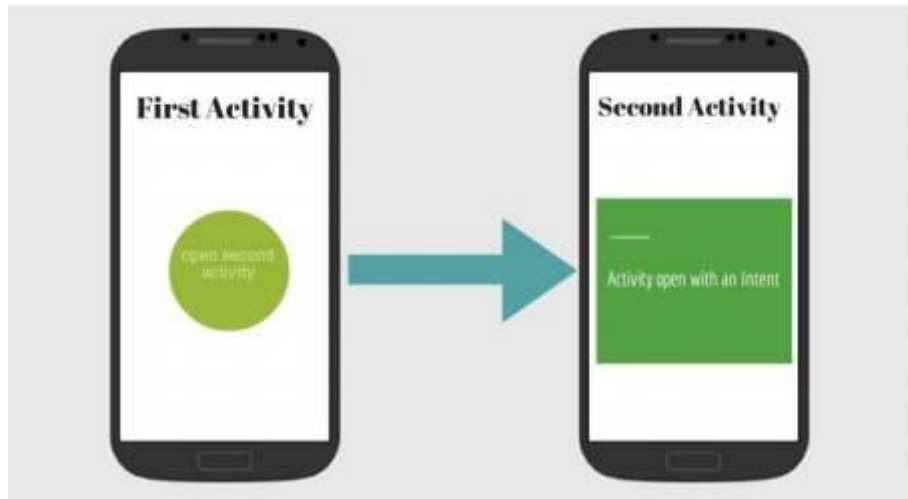 First Activity
open second
activity
Second Activity
Activity open with an Intent